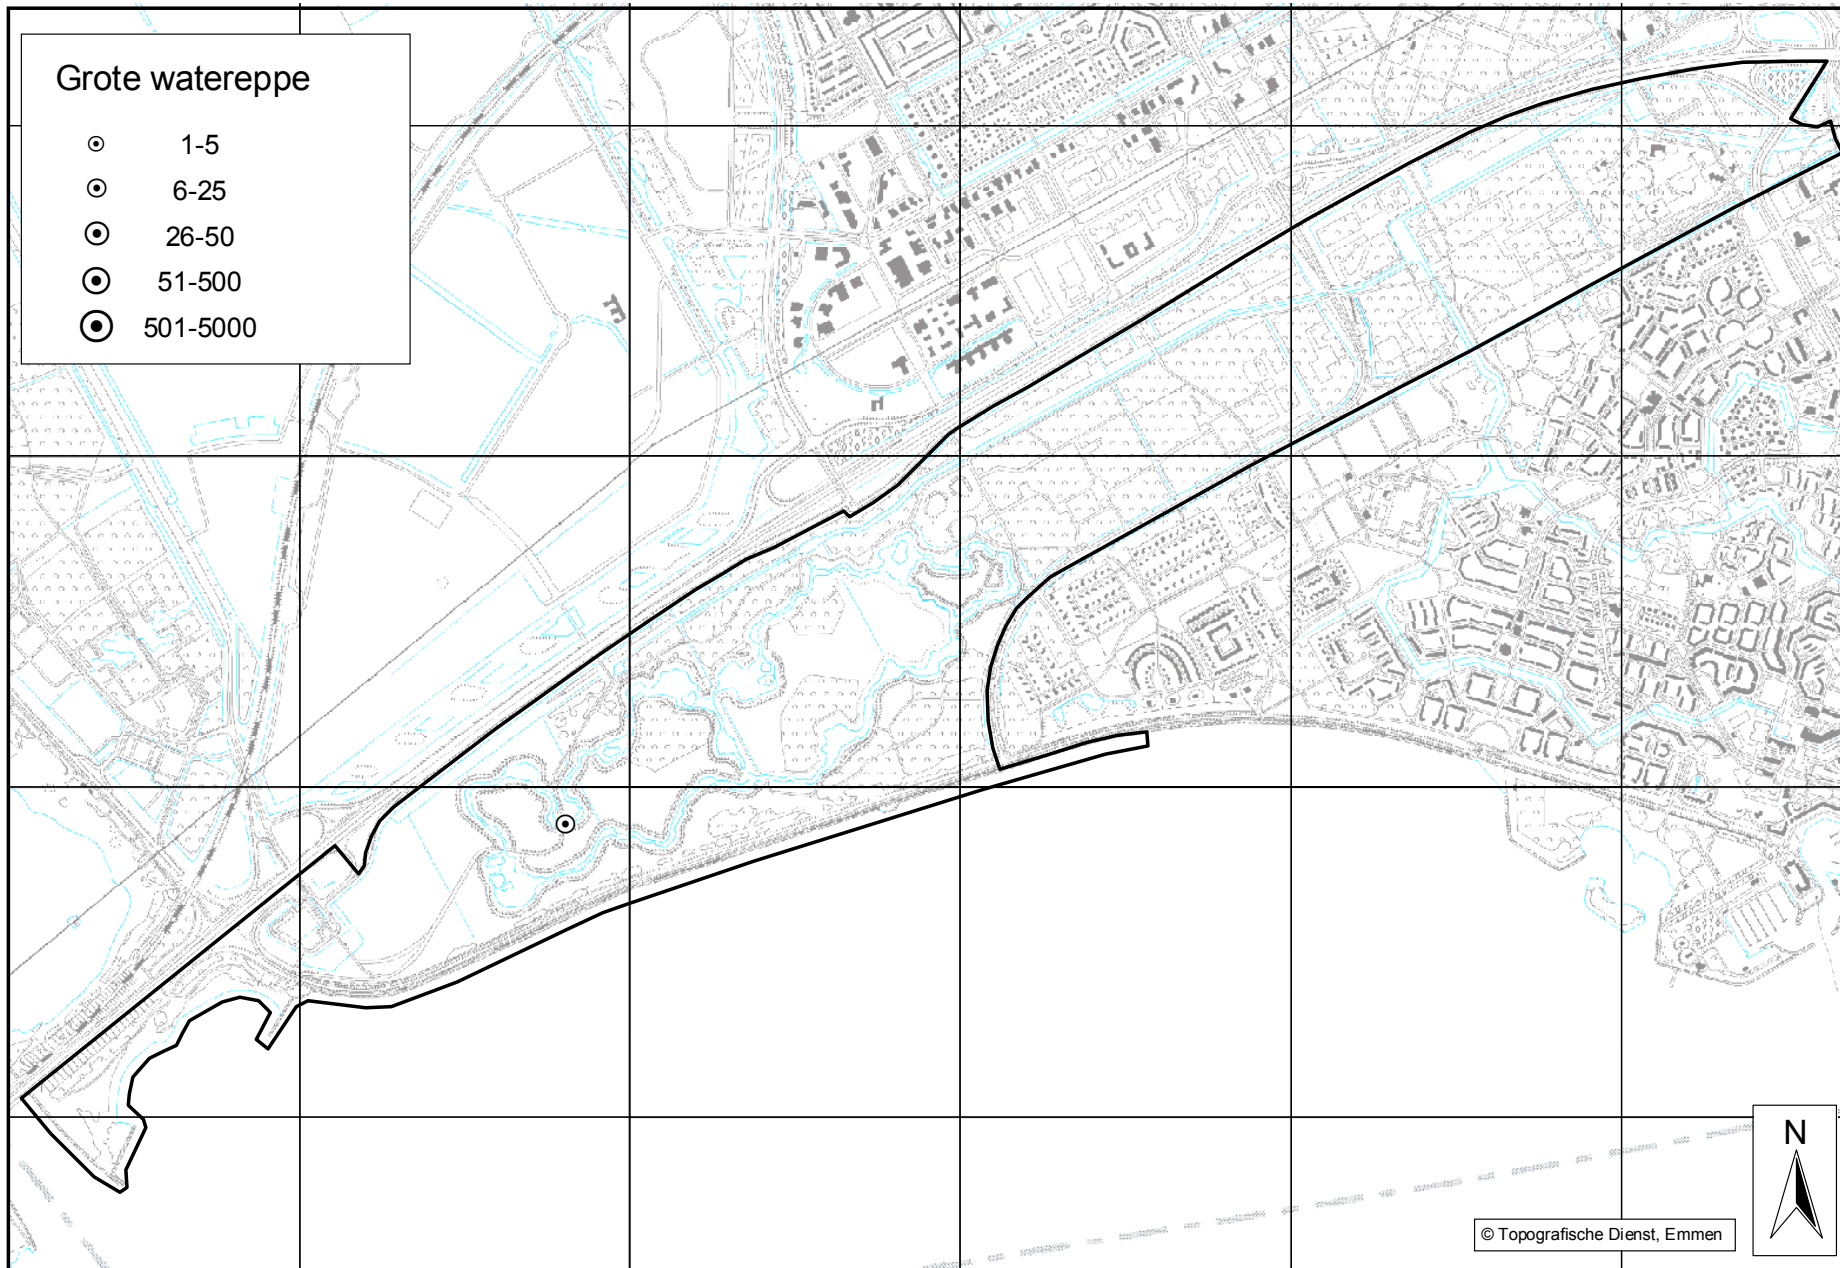 Grote watereppe
1-5
6-25
26-50
51-500
501-5000
N
© Topografische Dienst, Emmen